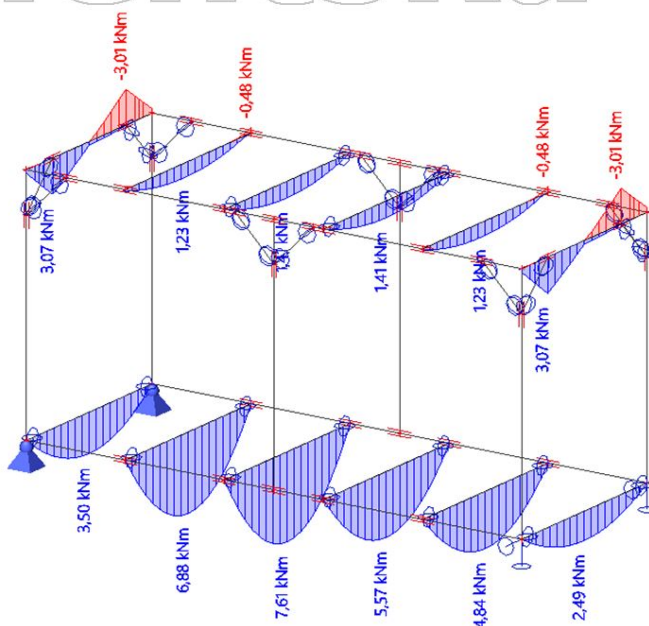 -3,01 kNm
-0,48 kNm
-0,48 kNm
-3,01 kNm
3,07 kNm
1,23 kNm
1,41 kNm
1,23 kNm
3,07 kNm
3,50 kNm
6,88 kNm
7,61 kNm
5,57 kNm
4,84 kNm
2,49 kNm